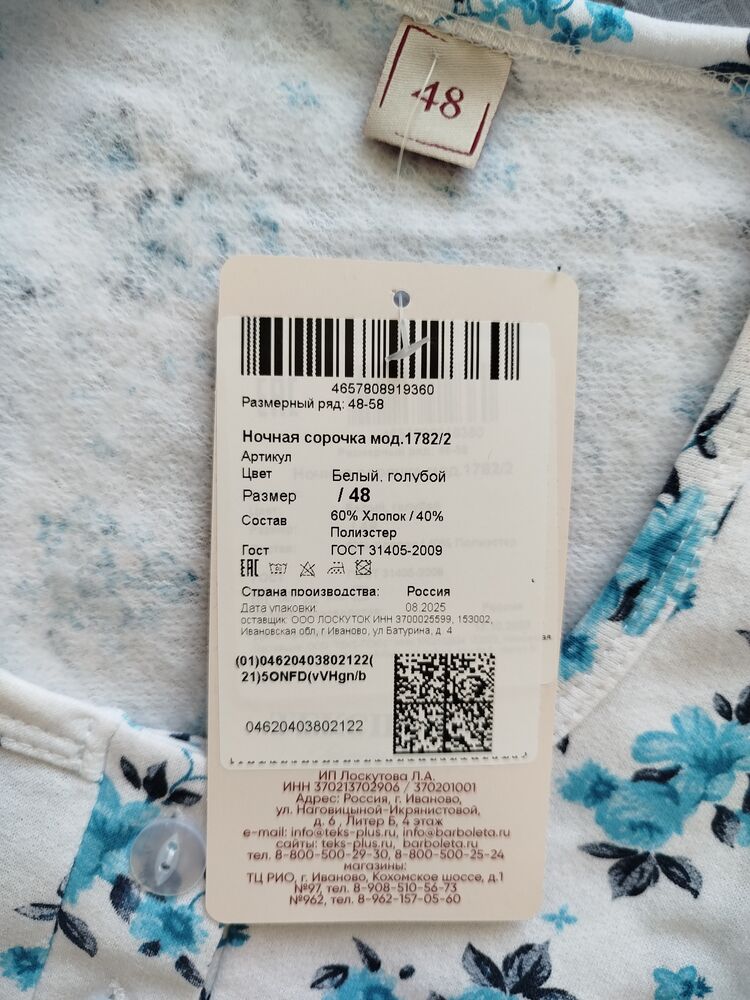 48
4657808919360
Размерный ряд: 48-58
Ночная сорочка мод.1782/2
Артикул
Цвет Белый, голубой
Размер / 48
Состав 60% Хлопок / 40%
Полиэстер
Гост ГОСТ 31405-2009
EAC
Страна производства: Россия
Дата упаковки: 08.2025
оставщик: ООО ЛОСКУТОК ИНН 3700025599, 153002,
Ивановская обл, г Иваново, ул Батурина, д. 4
(01)04620403802122(
21)5ONFD(vVHgn/b
04620403802122
ИП Лоскутова Л.А.
ИНН 370213702906 / 370201001
Адрес: Россия, г. Иваново,
ул. Наговицыной-Икрянистовой,
д. 6, Литер Б, 4 этаж
e-mail: info@teks-plus.ru, info@barboleta.ru
сайты: teks-plus.ru, barboleta.ru
тел. 8-800-500-29-30, 8-800-500-25-24
магазины:
ТЦ РИО, г. Иваново, Кохомское шоссе, д.1
№97, тел. 8-908-510-56-73
№962, тел. 8-962-157-05-60